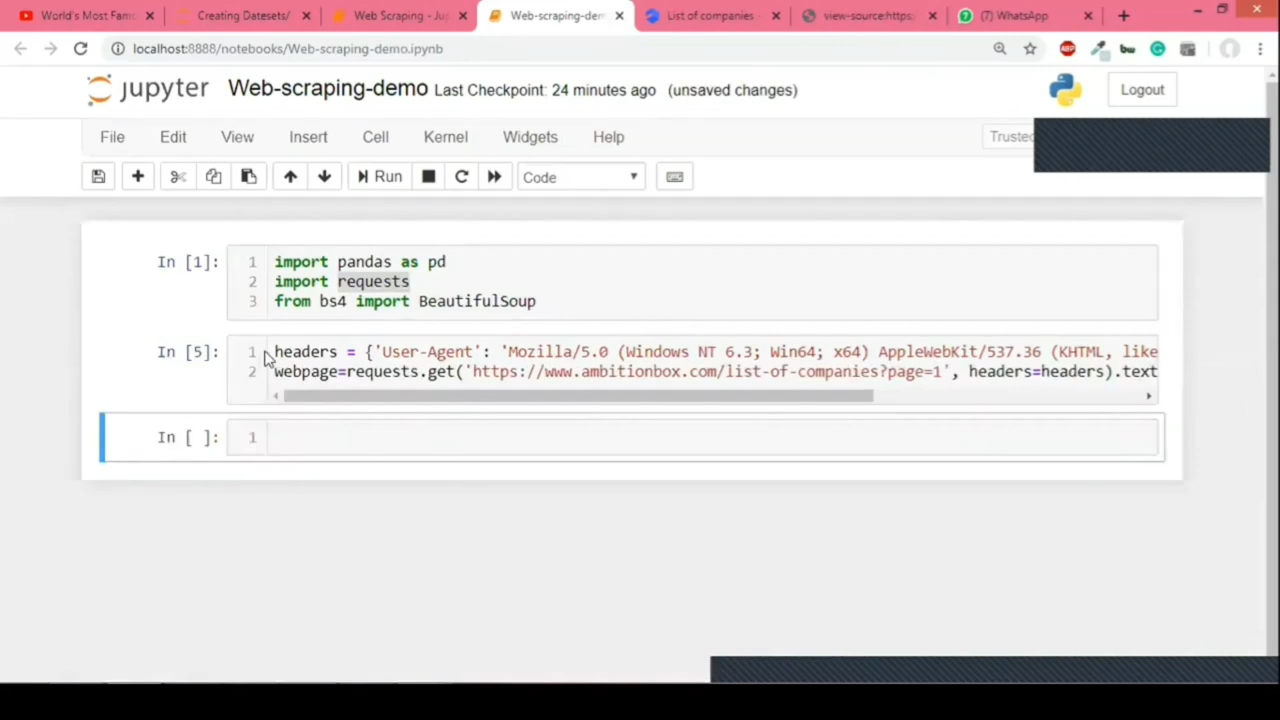 World's Most Fam
Creating Datesets/
Web Scraping - Ju
Web-scraping-dem
List of companies
view-source:https:
(7) WhatsApp
localhost:8888/notebooks/Web-scraping-demo.ipynb
ABP
jupyter Web-scraping-demo Last Checkpoint: 24 minutes ago (unsaved changes)
Logout
File Edit View Insert Cell Kernel Widgets Help
Trusted
Run
Code
In [1]:
1 import pandas as pd
2 import requests
3 from bs4 import BeautifulSoup
In [5]:
1 headers = {'User-Agent': 'Mozilla/5.0 (Windows NT 6.3; Win64; x64) AppleWebKit/537.36 (KHTML, like
2 webpage=requests.get('https://www.ambitionbox.com/list-of-companies?page=1', headers=headers).text
In [ ]:
1